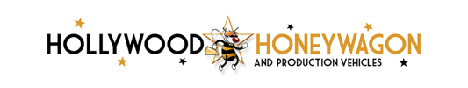 HOLLYWOOD HONEYWAGON
AND PRODUCTION VEHICLES